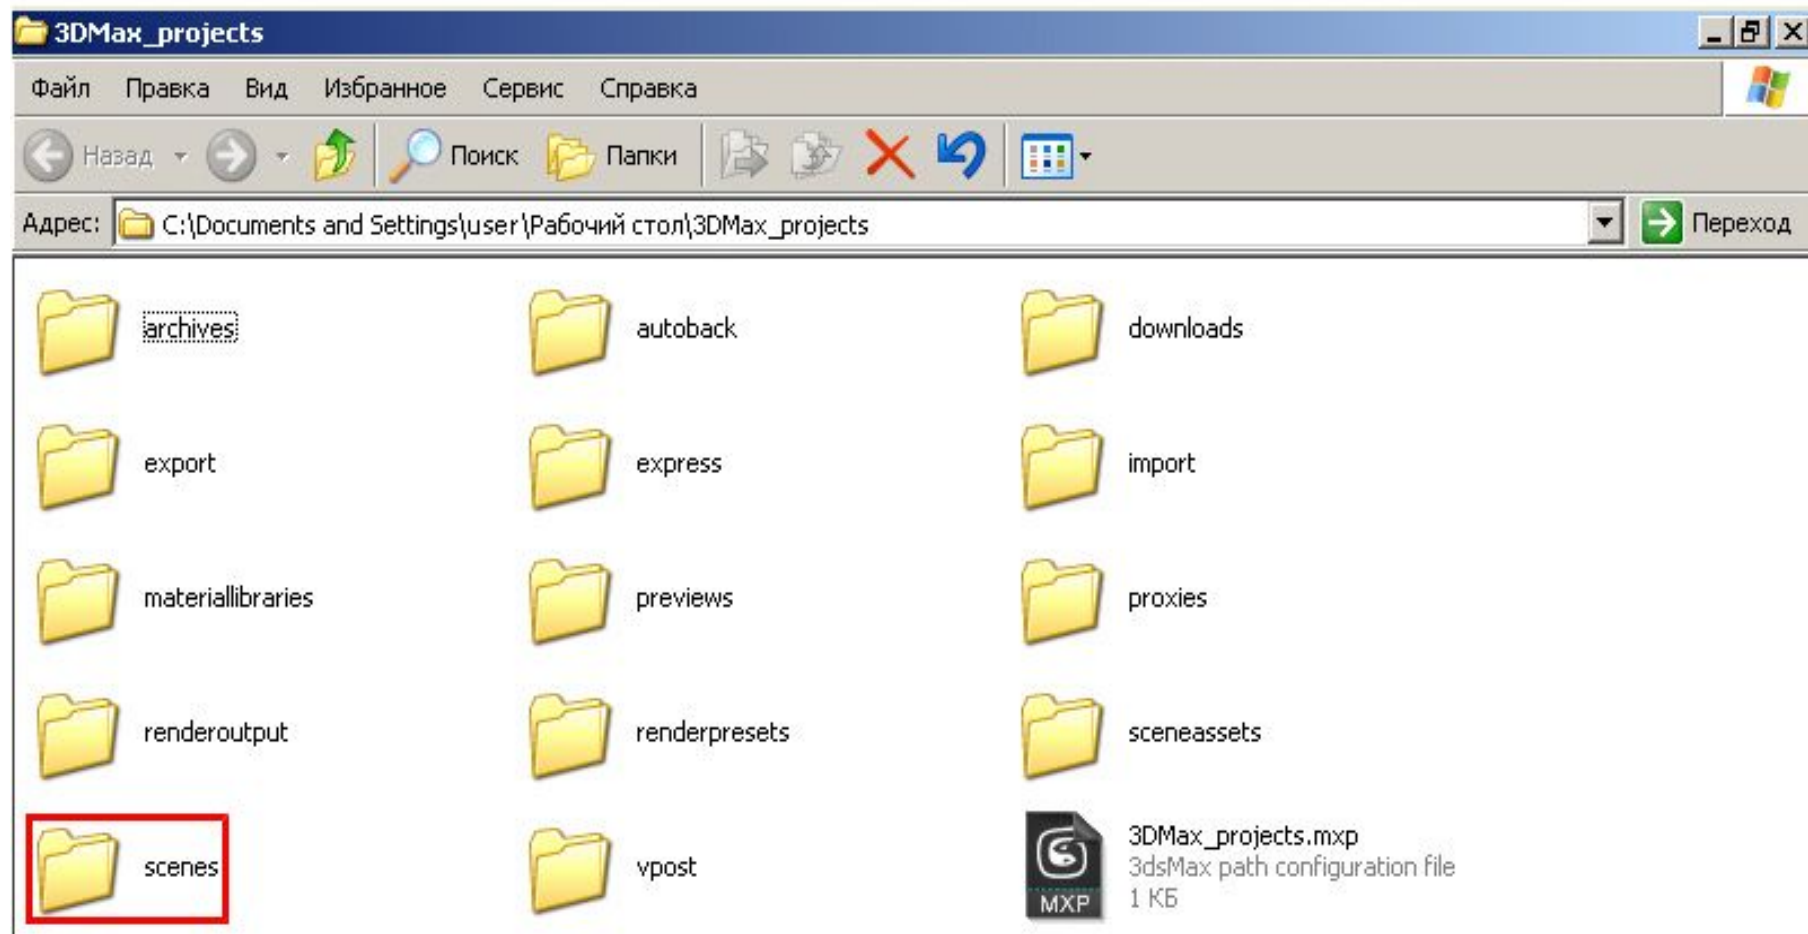 3DMax_projects
Файл Правка Вид Избранное Сервис Справка
Назад Поиск Папки
Адрес: C:\Documents and Settings\user\Рабочий стол\3DMax_projects Переход
archives autoback downloads
export express import
materiallibraries previews proxies
renderoutput renderpresets sceneassets
scenes vpost 3DMax_projects.mxp
3dsMax path configuration file
MXP 1 КБ